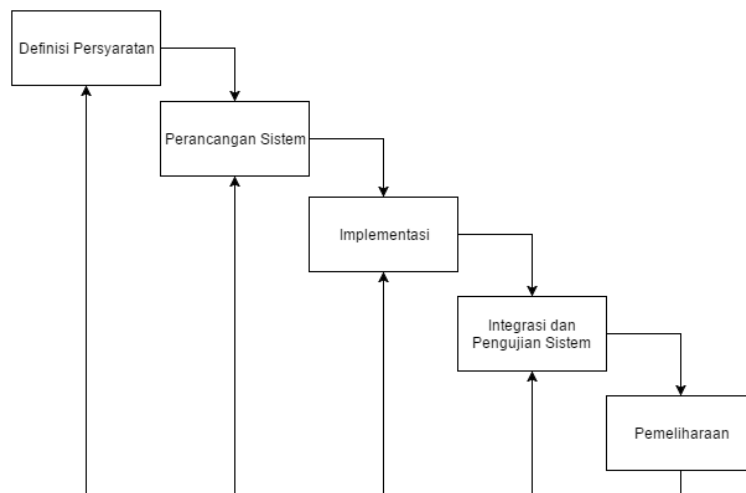 Definisi Persyaratan
Perancangan Sistem
Implementasi
Integrasi dan
Pengujian Sistem
Pemeliharaan